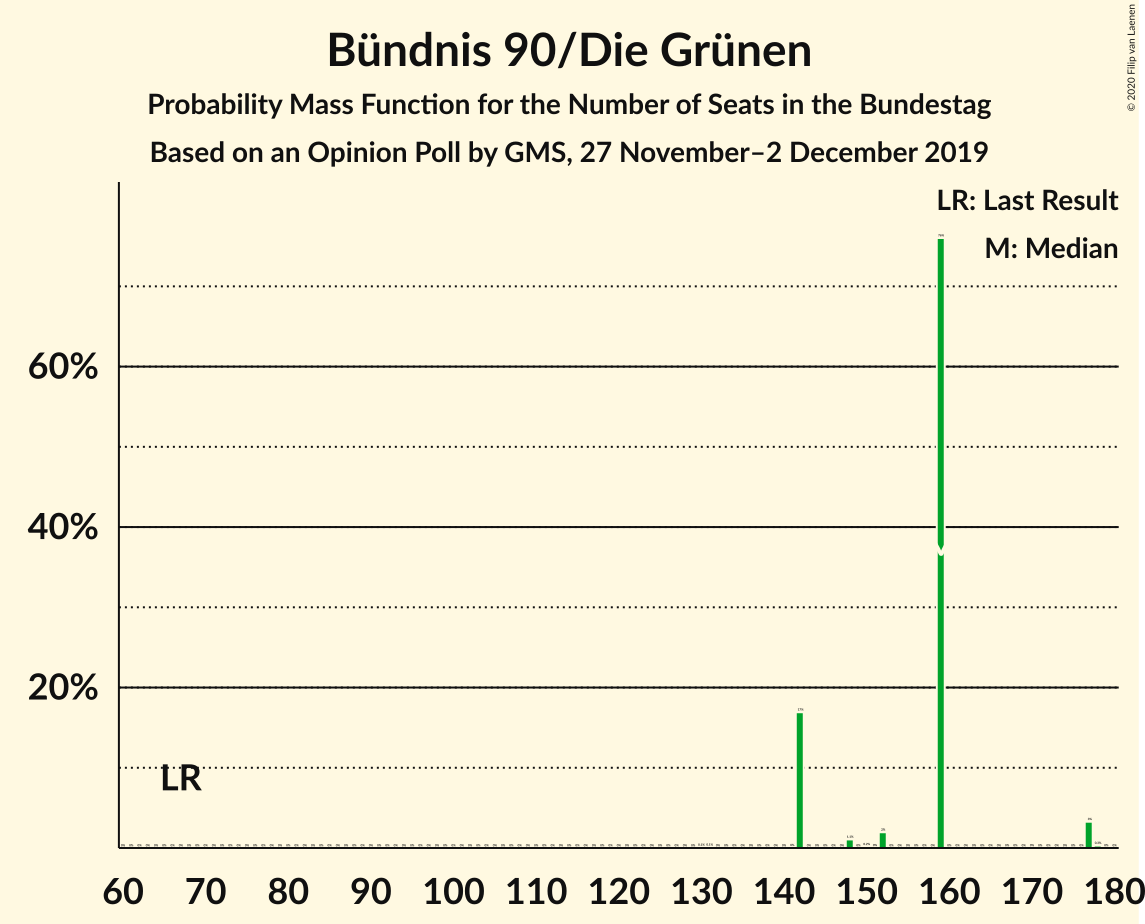 Bündnis 90/Die Grünen
Probability Mass Function for the Number of Seats in the Bundestag
Based on an Opinion Poll by GMS, 27 November–2 December 2019
© 2020 Filip van Laenen
LR: Last Result
M: Median
60%
40%
20%
LR
60 70 80 90 100 110 120 130 140 150 160 170 180